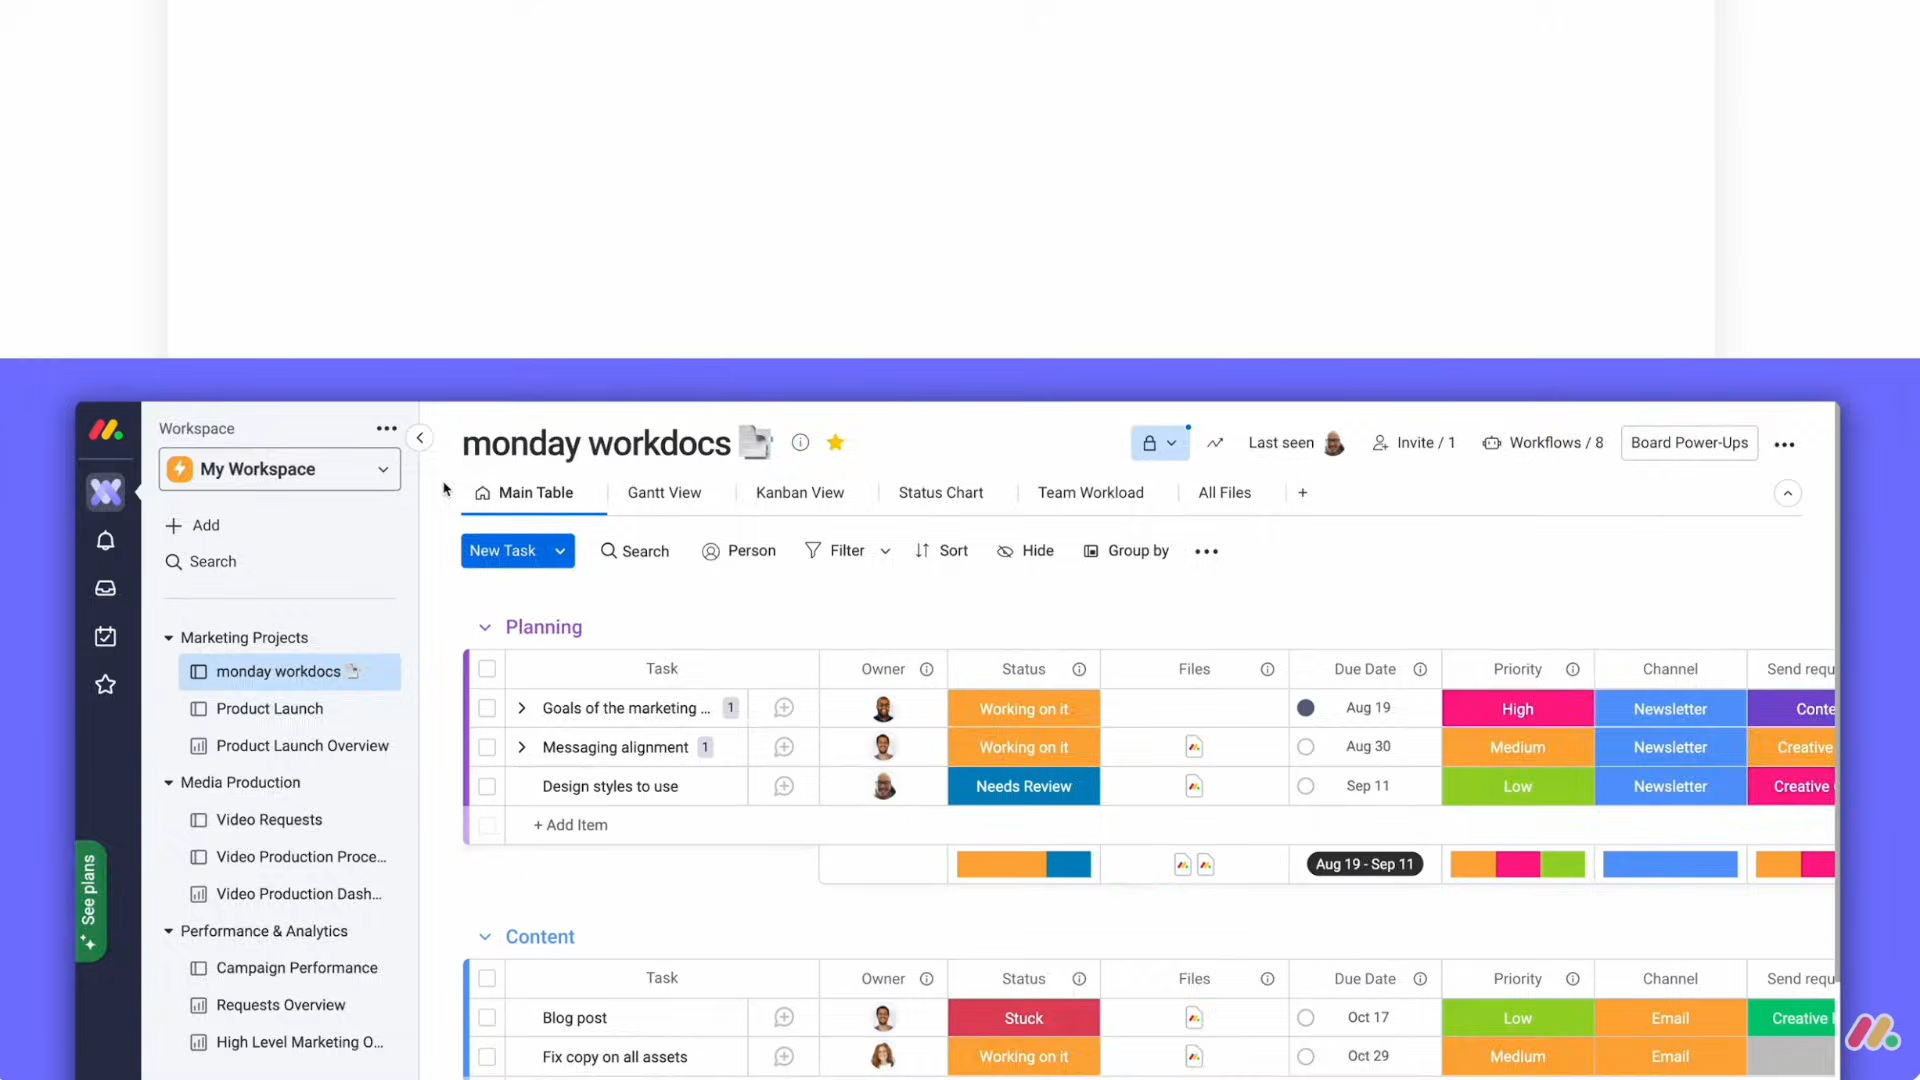 Workspace
My Workspace
Add
Search
Marketing Projects
monday workdocs
Product Launch
Product Launch Overview
Media Production
Video Requests
Video Production Proce...
Video Production Dash...
Performance & Analytics
Campaign Performance
Requests Overview
High Level Marketing O...
See plans
monday workdocs
Last seen
Invite / 1
Workflows / 8
Board Power-Ups
Main Table Gantt View Kanban View Status Chart Team Workload All Files +
New Task Search Person Filter Sort Hide Group by
Planning
Task Owner Status Files Due Date Priority Channel Send requ
Goals of the marketing ... 1 Working on it Aug 19 High Newsletter Conte
Messaging alignment 1 Working on it Aug 30 Medium Newsletter Creative
Design styles to use Needs Review Sep 11 Low Newsletter Creative
+ Add Item
Aug 19 - Sep 11
Content
Task Owner Status Files Due Date Priority Channel Send requ
Blog post Stuck Oct 17 Low Email Creative
Fix copy on all assets Working on it Oct 29 Medium Email